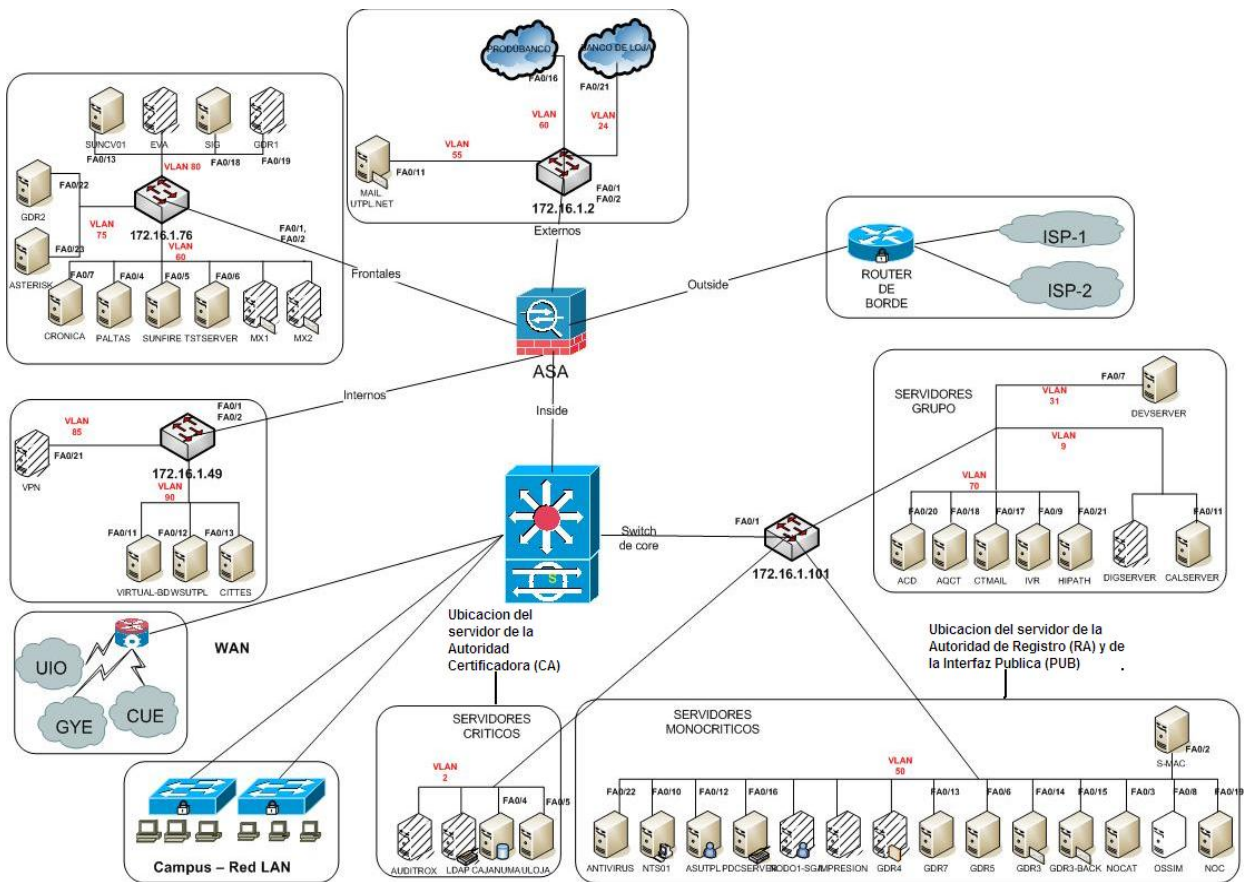 PRODUBANCO
BANCO DE LOJA
FA0/16
FA0/21
VLAN
60
VLAN
24
VLAN
55
FA0/11
MAIL
UTPL.NET
FA0/1
FA0/2
172.16.1.2
Externos
SUNCV01
EVA
SIG
GDR1
FA0/13
FA0/18
FA0/19
VLAN 80
FA0/22
GDR2
VLAN
75
172.16.1.76
FA0/1,
FA0/2
FA0/23
ASTERISK
VLAN
60
FA0/7
FA0/4
FA0/5
FA0/6
CRONICA
PALTAS
SUNFIRE
TSTSERVER
MX1
MX2
Frontales
Outside
ROUTER
DE
BORDE
ISP-1
ISP-2
ASA
Internos
Inside
FA0/1
FA0/2
VLAN
85
FA0/21
VPN
172.16.1.49
VLAN
90
FA0/11
FA0/12
FA0/13
VIRTUAL-BD
WSUTPL
CITTES
SERVIDORES
GRUPO
FA0/7
VLAN
31
DEVSERVER
VLAN
9
VLAN
70
FA0/20
FA0/18
FA0/17
FA0/9
FA0/21
FA0/11
ACD
AQCT
CTMAIL
IVR
HIPATH
DIGSERVER
CALSERVER
Switch
de core
FA0/1
172.16.1.101
S
WAN
UIO
GYE
CUE
Ubicacion del
servidor de la
Autoridad
Certificadora (CA)
Ubicacion del servidor de la
Autoridad de Registro (RA) y de
la Interfaz Publica (PUB)
.
Campus – Red LAN
SERVIDORES
CRITICOS
VLAN
2
FA0/4
FA0/5
AUDITROX
LDAP
CAJANUMA
ULOJA
SERVIDORES
MONOCRITICOS
S-MAC
FA0/2
VLAN
50
FA0/22
FA0/10
FA0/12
FA0/16
FA0/13
FA0/6
FA0/14
FA0/15
FA0/3
FA0/8
FA0/19
ANTIVIRUS
NTS01
ASUTPL
PDCSERVER
NODO1-SGA
IMPRESION
GDR4
GDR7
GDR5
GDR3
GDR3-BACK
NOCAT
OSSIM
NOC